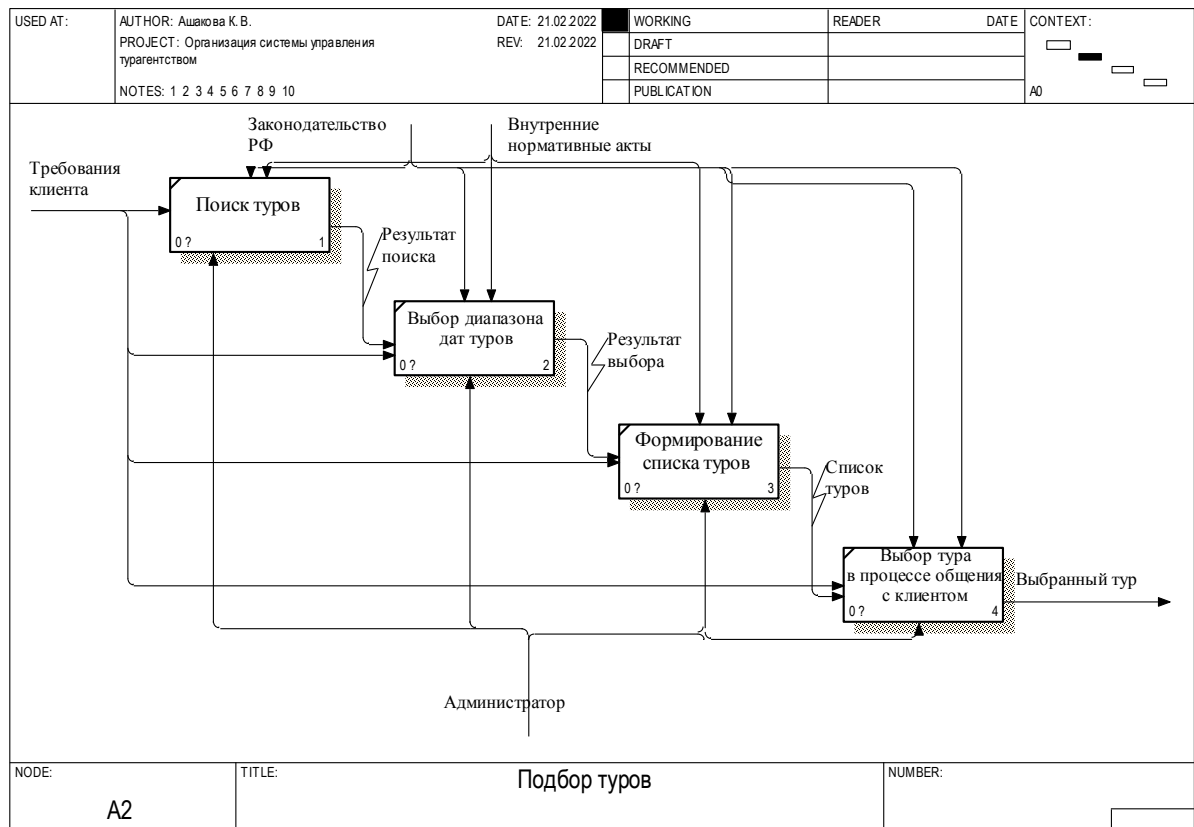 USED AT:
AUTHOR: Ашакова К. В.
DATE: 21.02.2022
PROJECT: Организация системы управления
турагентством
REV: 21.02.2022
NOTES: 1 2 3 4 5 6 7 8 9 10
WORKING
DRAFT
RECOMMENDED
PUBLICATION
READER
DATE
CONTEXT:
A0
Законодательство
РФ
Внутренние
нормативные акты
Требования
клиента
Поиск туров
0 ?
1
Результат
поиска
Выбор диапазона
дат туров
0 ?
2
Результат
выбора
Формирование
списка туров
0 ?
3
Список
туров
Выбор тура
в процессе общения
с клиентом
0 ?
4
Выбранный тур
Администратор
NODE:
A2
TITLE:
Подбор туров
NUMBER: